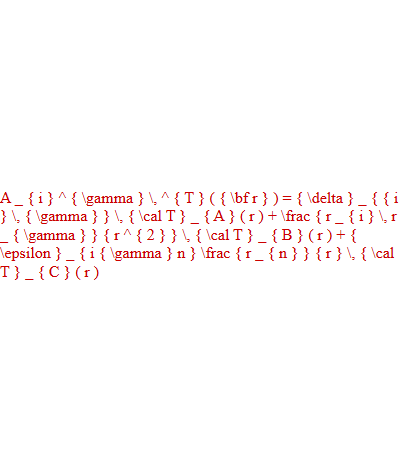 A _ { i } ^ { \gamma } \, ^ { T } ( { \bf r } ) = { \delta } _ { { i
} \, { \gamma } } \, { \cal T } _ { A } ( r ) + \frac { r _ { i } \, r
_ { \gamma } } { r ^ { 2 } } \, { \cal T } _ { B } ( r ) + {
\epsilon } _ { i { \gamma } n } \frac { r _ { n } } { r } \, { \cal
T } _ { C } ( r )